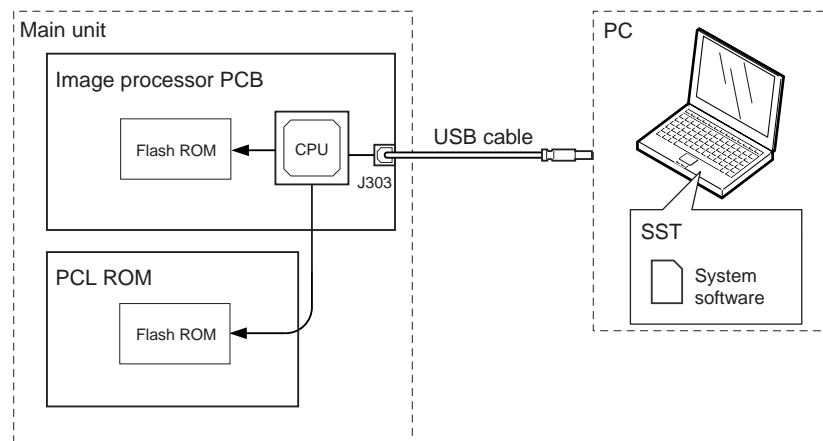 Main unit
PC
Image processor PCB
Flash ROM
CPU
USB cable
J303
SST
System
software
PCL ROM
Flash ROM